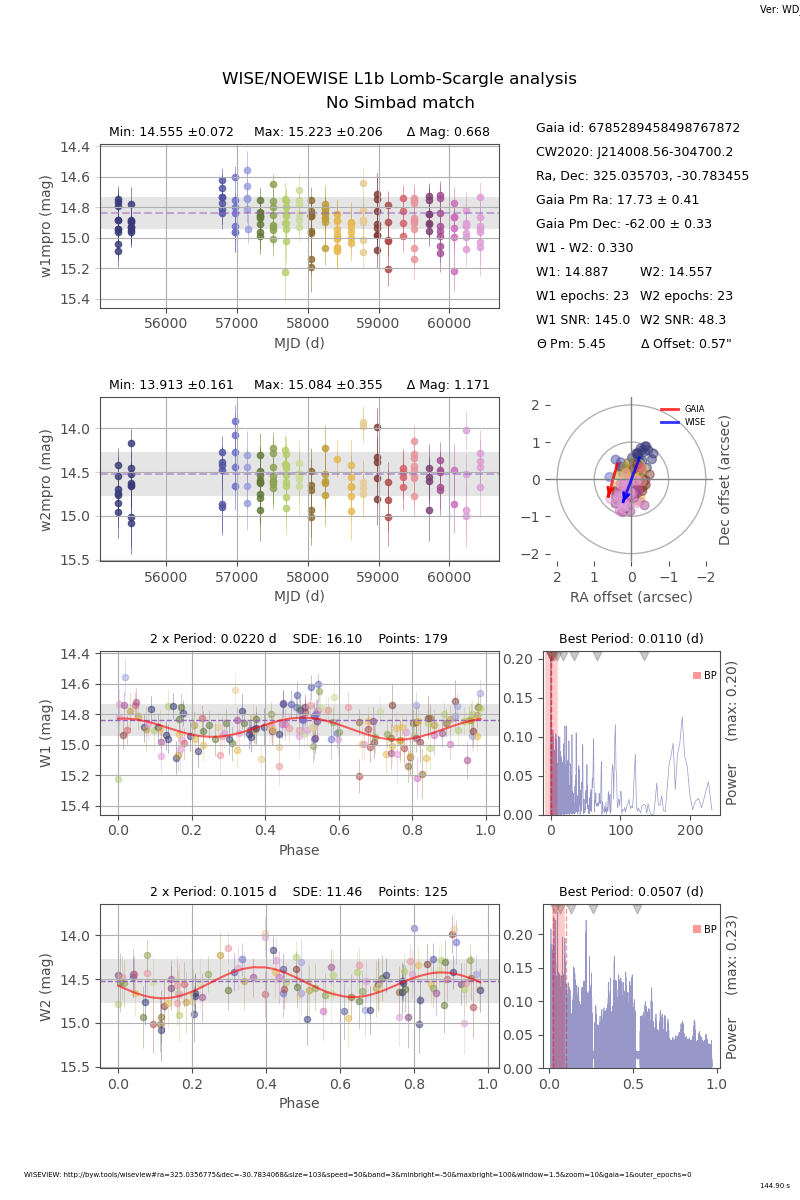 Ver: WD_
WISE/NOEWISE L1b Lomb-Scargle analysis
No Simbad match
Min: 14.555 ±0.072 Max: 15.223 ±0.206 Δ Mag: 0.668
14.4
14.6
14.8
15.0
15.2
15.4
w1mpro (mag)
56000 57000 58000 59000 60000
MJD (d)
Gaia id: 6785289458498767872
CW2020: J214008.56-304700.2
Ra, Dec: 325.035703, -30.783455
Gaia Pm Ra: 17.73 ± 0.41
Gaia Pm Dec: -62.00 ± 0.33
W1 - W2: 0.330
W1: 14.887 W2: 14.557
W1 epochs: 23 W2 epochs: 23
W1 SNR: 145.0 W2 SNR: 48.3
Θ Pm: 5.45 Δ Offset: 0.57"
Min: 13.913 ±0.161 Max: 15.084 ±0.355 Δ Mag: 1.171
14.0
14.5
15.0
15.5
w2mpro (mag)
56000 57000 58000 59000 60000
MJD (d)
GAIA
WISE
2
1
0
−1
−2
2 1 0 −1 −2
RA offset (arcsec)
Dec offset (arcsec)
2 x Period: 0.0220 d SDE: 16.10 Points: 179
14.4
14.6
14.8
15.0
15.2
15.4
W1 (mag)
0.0 0.2 0.4 0.6 0.8 1.0
Phase
Best Period: 0.0110 (d)
BP
0.20
0.15
0.10
0.05
0.00
0 100 200
Power (max: 0.20)
2 x Period: 0.1015 d SDE: 11.46 Points: 125
14.0
14.5
15.0
15.5
W2 (mag)
0.0 0.2 0.4 0.6 0.8 1.0
Phase
Best Period: 0.0507 (d)
BP
0.20
0.15
0.10
0.05
0.00
0.0 0.5 1.0
Power (max: 0.23)
WISEVIEW: http://byw.tools/wiseview#ra=325.0356775&dec=-30.7834068&size=103&speed=50&band=3&minbright=-50&maxbright=100&window=1.5&zoom=10&gaia=1&outer_epochs=0
144.90 s